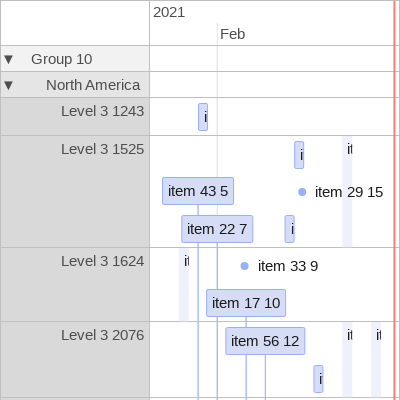 2021
Feb
▼ Group 10
▼ North America
Level 3 1243
i
Level 3 1525
i
it
item 43 5
item 29 15
item 22 7
i
Level 3 1624
it
item 33 9
item 17 10
Level 3 2076
item 56 12
it
it
i